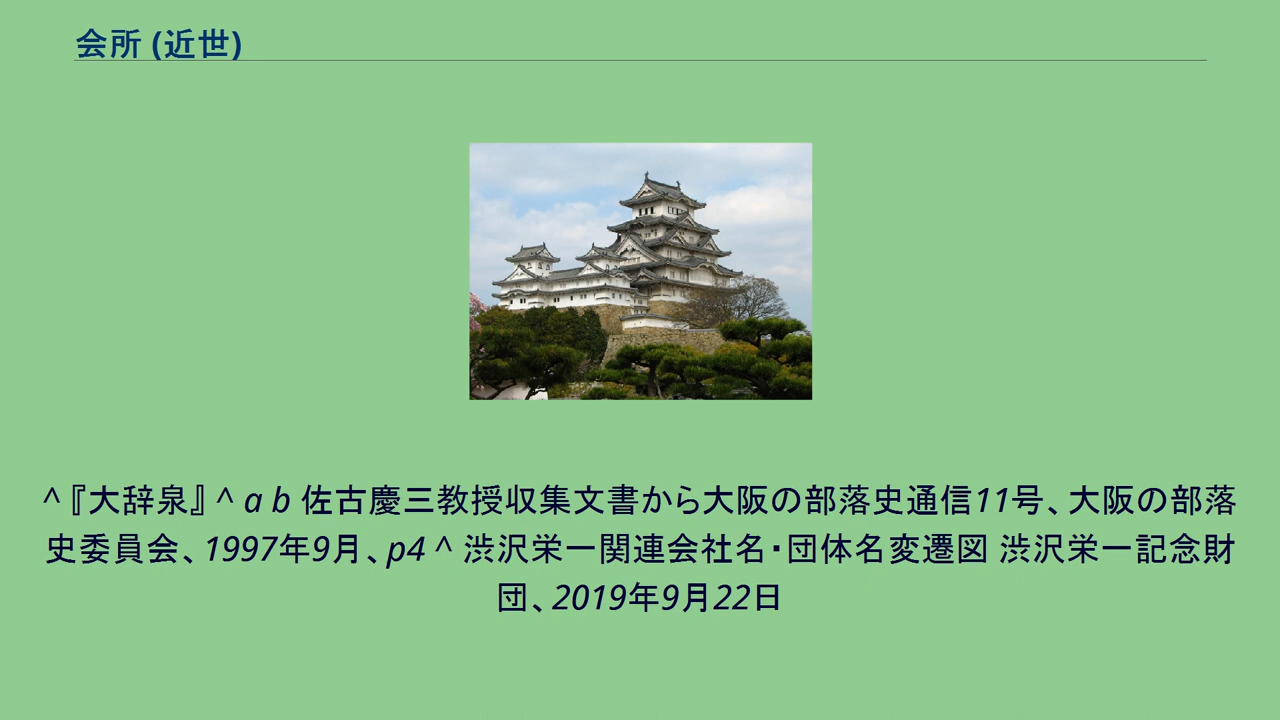 会所 (近世)
^『大辞泉』^ a b 佐古慶三教授収集文書から大阪の部落史通信11号、大阪の部落
史委員会、1997年9月、p4 ^ 渋沢栄一関連会社名・団体名変遷図 渋沢栄一記念財
団、2019年9月22日